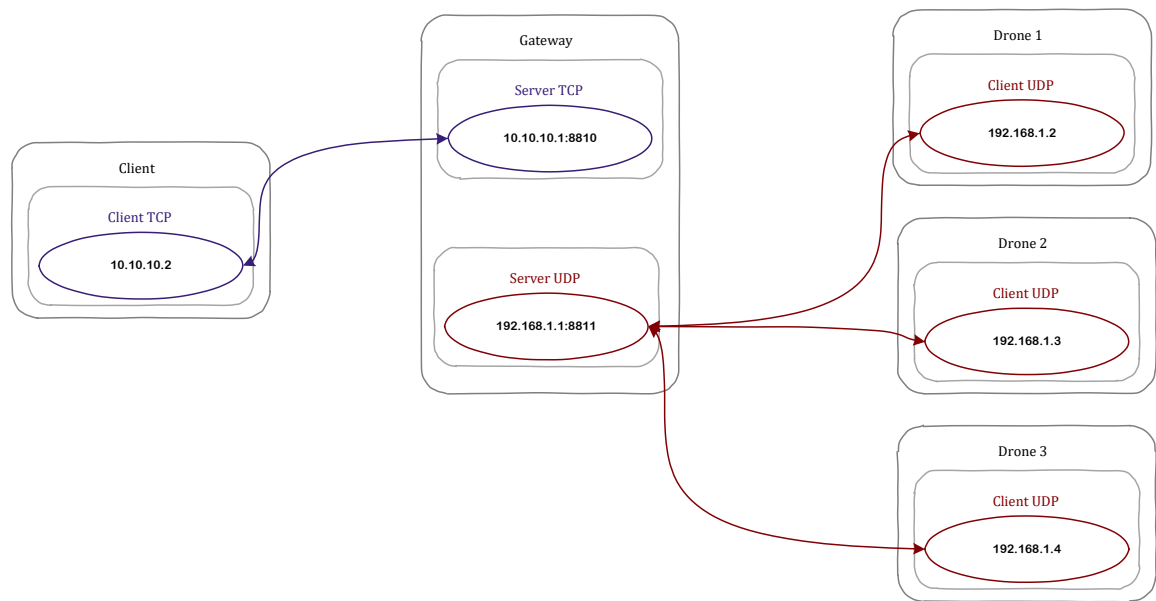 Client
Client TCP
10.10.10.2
Gateway
Server TCP
10.10.10.1:8810
Server UDP
192.168.1.1:8811
Drone 1
Client UDP
192.168.1.2
Drone 2
Client UDP
192.168.1.3
Drone 3
Client UDP
192.168.1.4